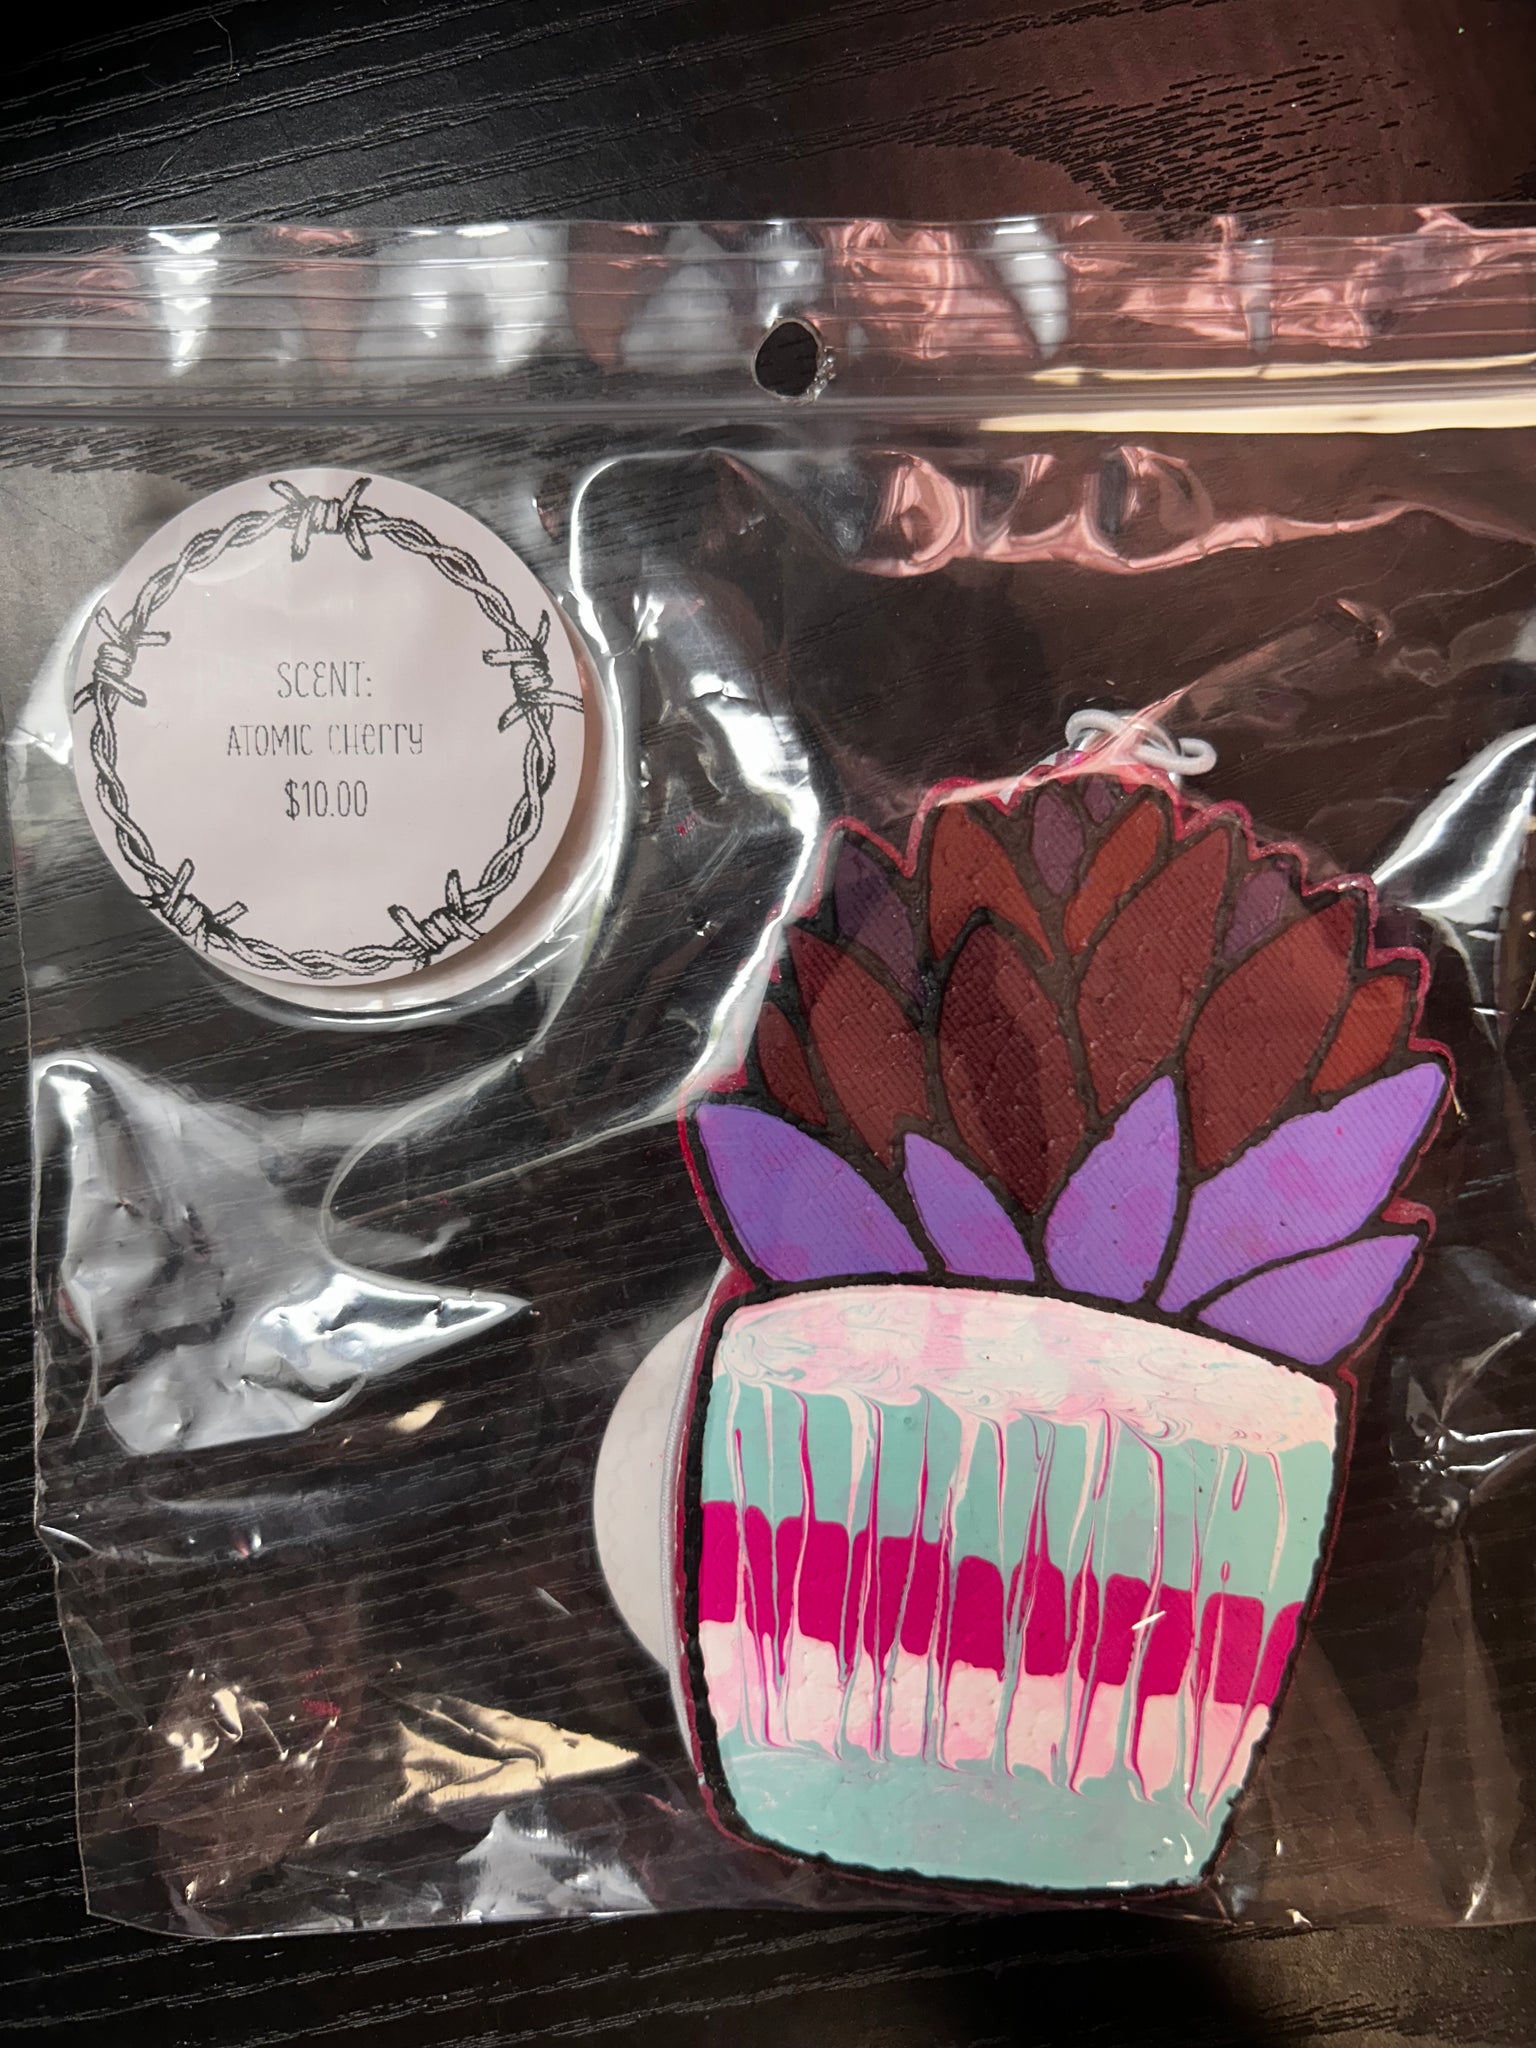 SCENT:
ATOMIC CHERRY
$10.00